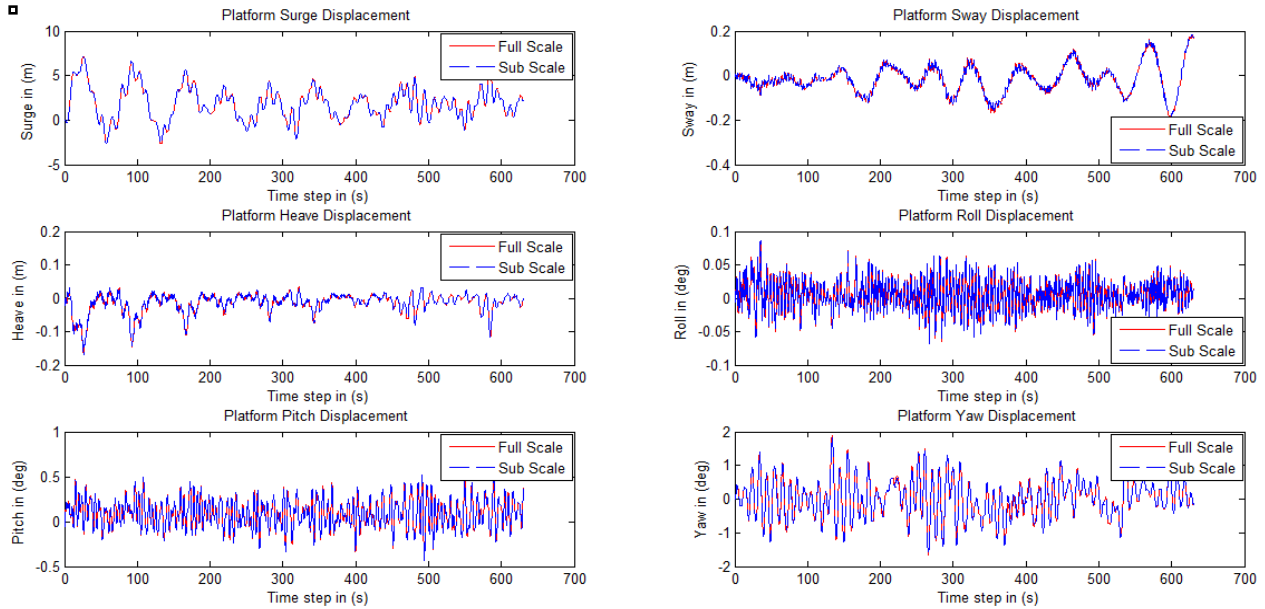 Platform Surge Displacement
10
5
0
-5
Surge in (m)
Full Scale
Sub Scale
0 100 200 300 400 500 600 700
Time step in (s)
Platform Sway Displacement
0.2
0
-0.2
-0.4
Sway in (m)
Full Scale
Sub Scale
0 100 200 300 400 500 600 700
Time step in (s)
Platform Heave Displacement
0.2
0.1
0
-0.1
-0.2
Heave in (m)
Full Scale
Sub Scale
0 100 200 300 400 500 600 700
Time step in (s)
Platform Roll Displacement
0.1
0.05
0
-0.05
-0.1
Roll in (deg)
Full Scale
Sub Scale
0 100 200 300 400 500 600 700
Time step in (s)
Platform Pitch Displacement
1
0.5
0
-0.5
Pitch in (deg)
Full Scale
Sub Scale
0 100 200 300 400 500 600 700
Time step in (s)
Platform Yaw Displacement
2
1
0
-1
-2
Yaw in (deg)
Full Scale
Sub Scale
0 100 200 300 400 500 600 700
Time step in (s)